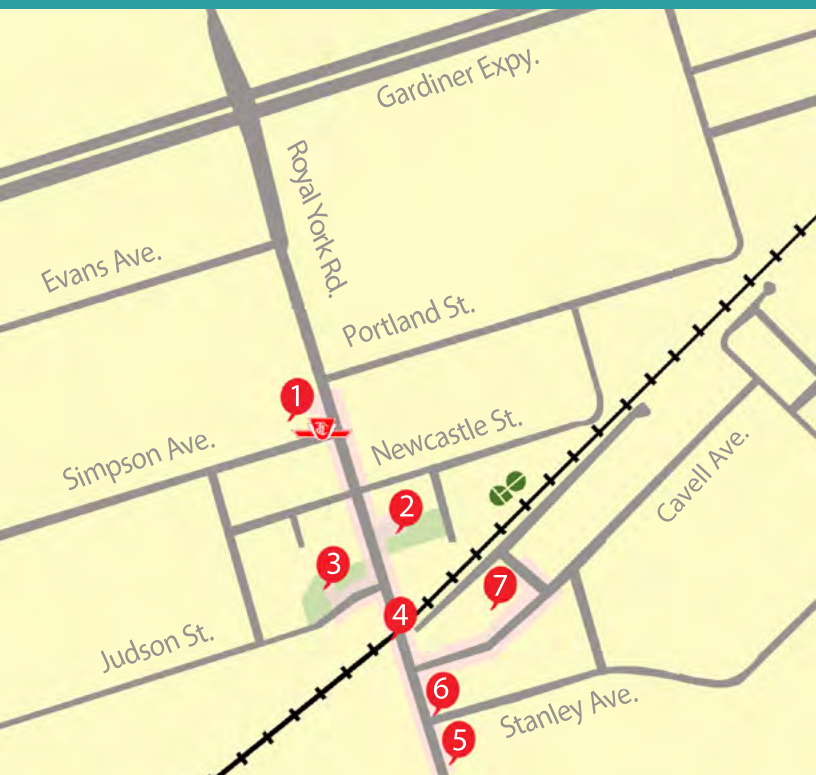 Gardiner Expy.
Royal York Rd.
Evans Ave.
Portland St.
1
Simpson Ave.
Newcastle St.
Cavell Ave.
2
3
7
4
Judson St.
6
Stanley Ave.
5